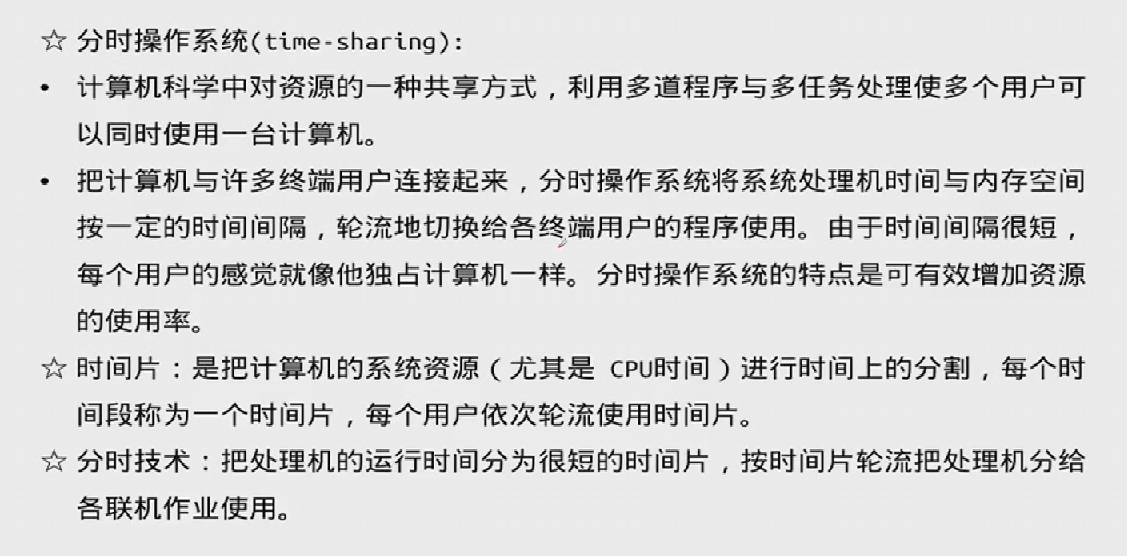 ☆ 分时操作系统(time-sharing):
• 计算机科学中对资源的一种共享方式，利用多道程序与多任务处理使多个用户可
以同时使用一台计算机。
• 把计算机与许多终端用户连接起来，分时操作系统将系统处理机时间与内存空间
按一定的时间间隔，轮流地切换给各终端用户的程序使用。由于时间间隔很短，
每个用户的感觉就像他独占计算机一样。分时操作系统的特点是可有效增加资源
的使用率。
☆ 时间片：是把计算机的系统资源（尤其是 CPU时间）进行时间上的分割，每个时
间段称为一个时间片，每个用户依次轮流使用时间片。
☆ 分时技术：把处理机的运行时间分为很短的时间片，按时间片轮流把处理机分给
各联机作业使用。